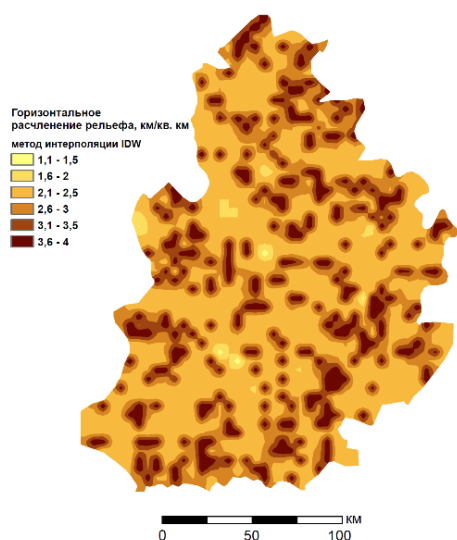 Горизонтальное
расчленение рельефа, км/кв. км
метод интерполяции IDW
1,1 - 1,5
1,6 - 2
2,1 - 2,5
2,6 - 3
3,1 - 3,5
3,6 - 4
КМ
0 50 100